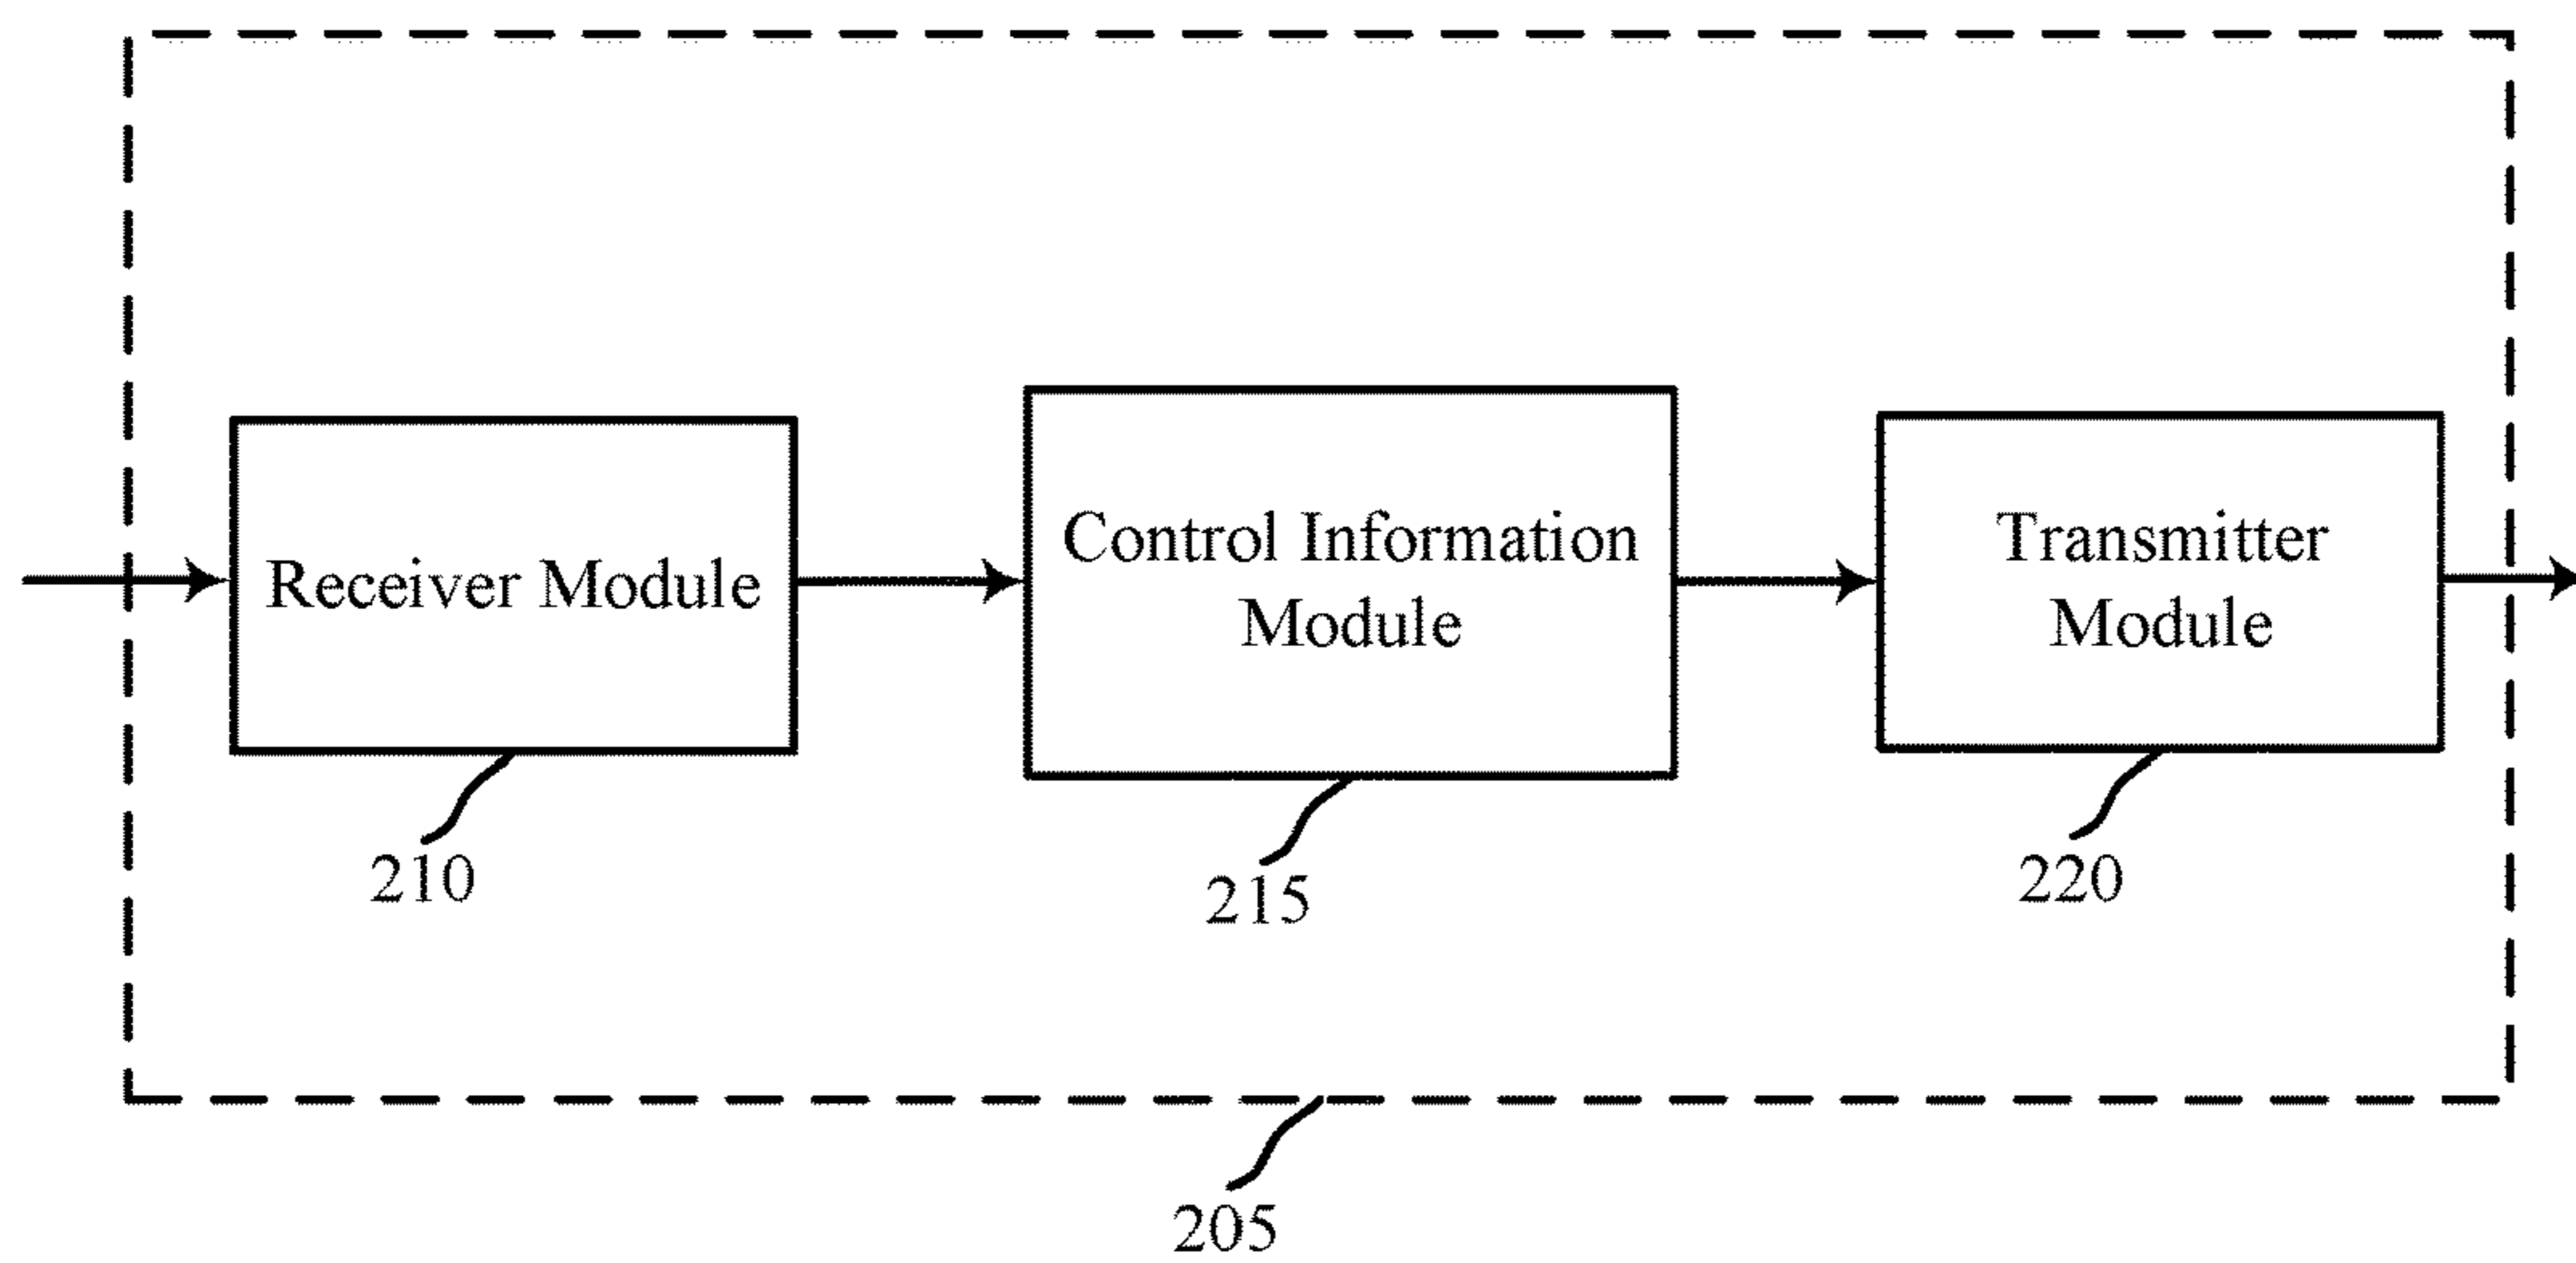 Receiver Module
Control Information
Module
Transmitter
Module
210
215
220
205